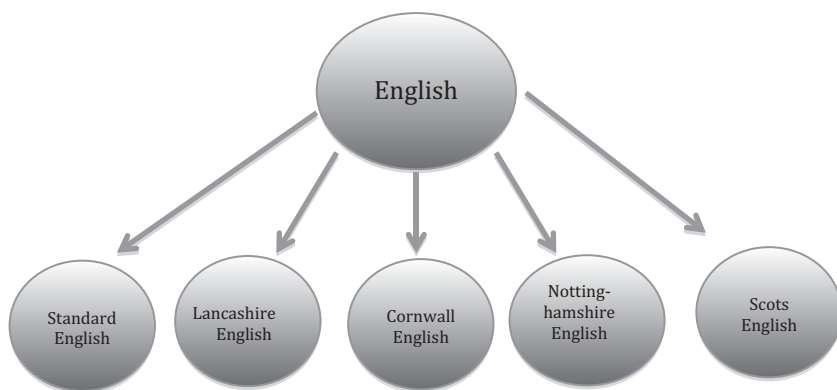 English
Standard
English
Lancashire
English
Cornwall
English
Notting-
hamshire
English
Scots
English